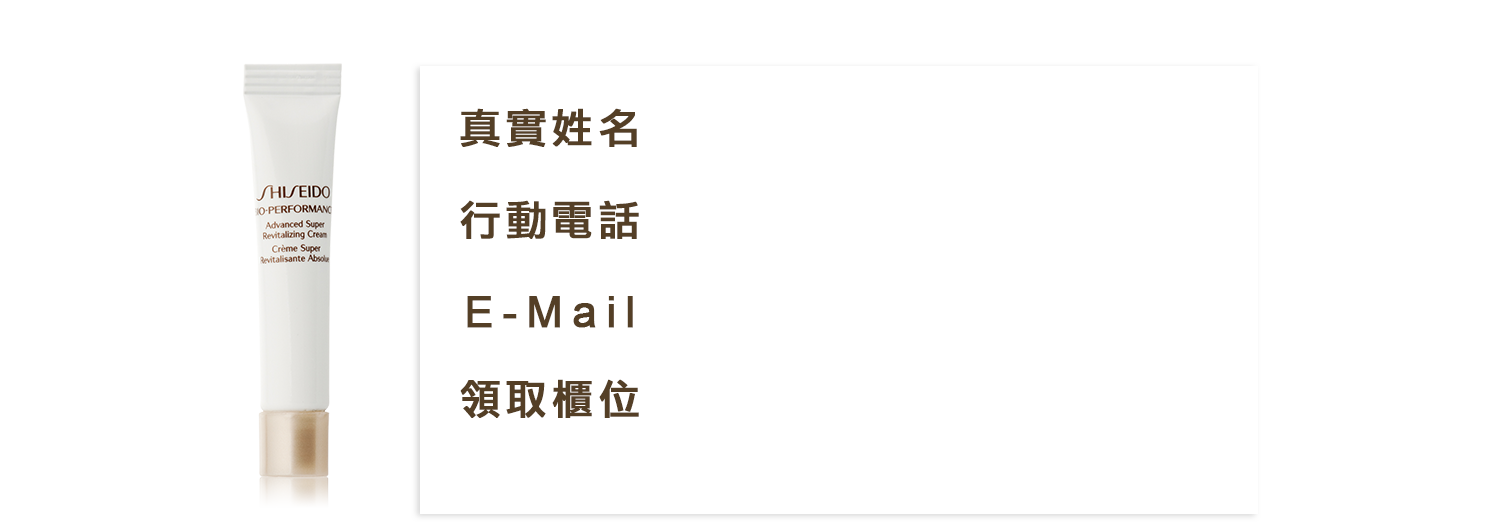 SHISEIDO
IO-PERFORMANC
Advanced Super
Revitalizing Cream
Crème Super
Revitalisante Absolue
真實姓名
行動電話
E-Mail
領取櫃位